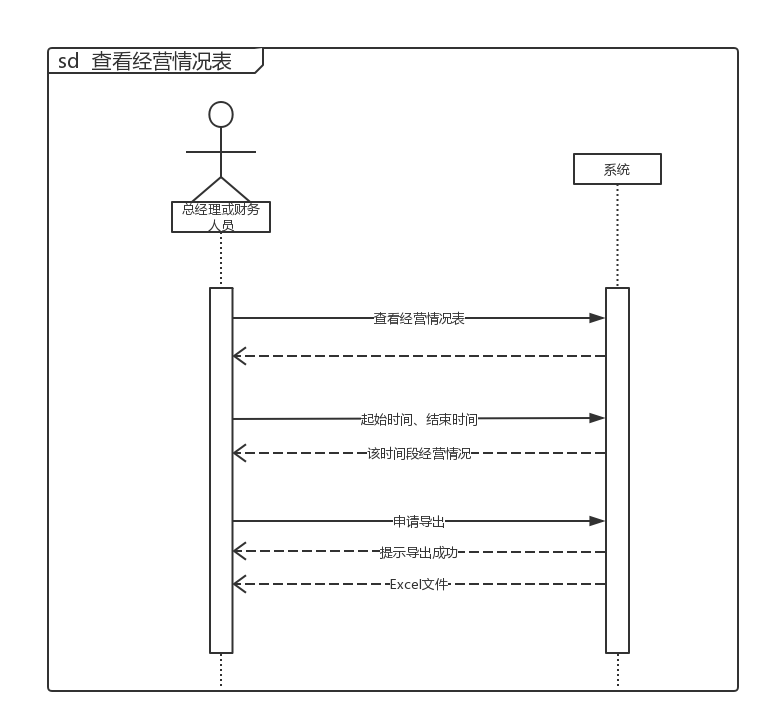 sd 查看经营情况表
系统
总经理或财务
人员
查看经营情况表
起始时间、结束时间
该时间段经营情况
申请导出
提示导出成功
Excel文件